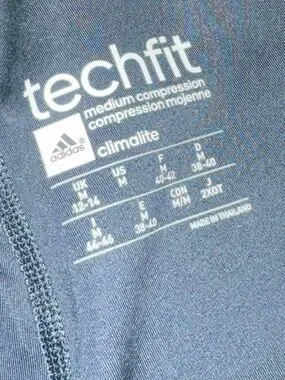 techfit
medium compression
compression mojenne
adidas
climalite
UK US F D
M M M M
12-14 40-42 38-40
I E CDN J
M M M/M 2XOT
44-46 38-40
MADE IN THAILAND